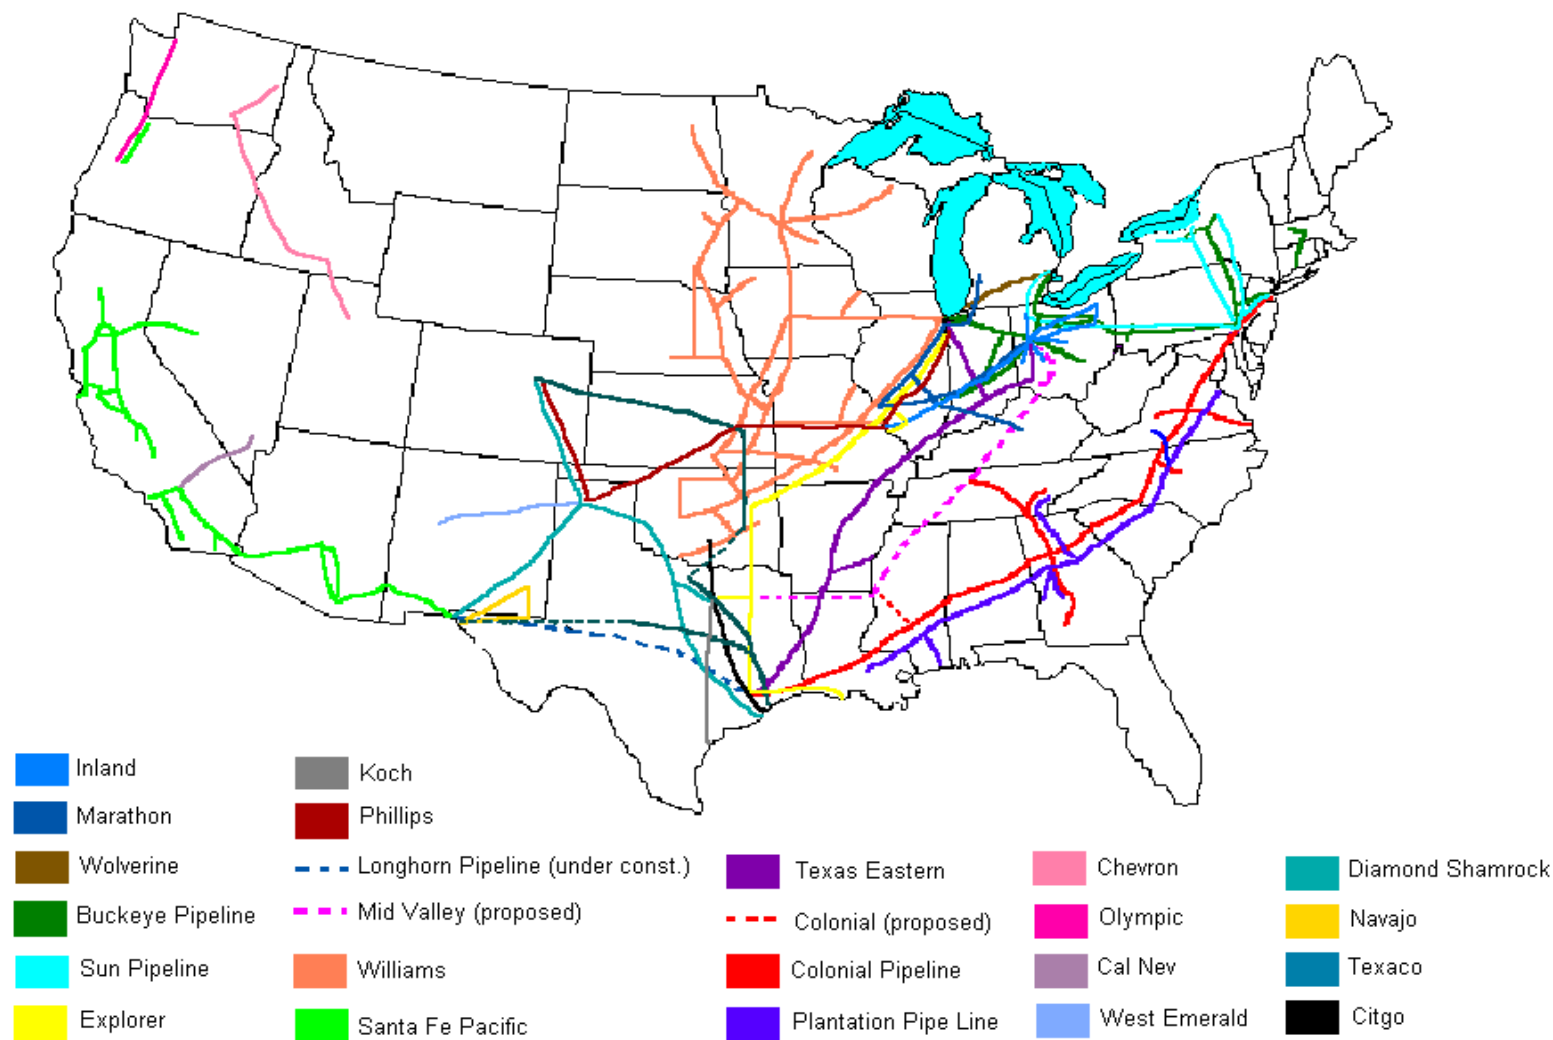 Inland
Marathon
Wolverine
Buckeye Pipeline
Sun Pipeline
Explorer
Koch
Phillips
Longhorn Pipeline (under const.)
Mid Valley (proposed)
Williams
Santa Fe Pacific
Texas Eastern
Colonial (proposed)
Colonial Pipeline
Plantation Pipe Line
Chevron
Olympic
Cal Nev
West Emerald
Diamond Shamrock
Navajo
Texaco
Citgo